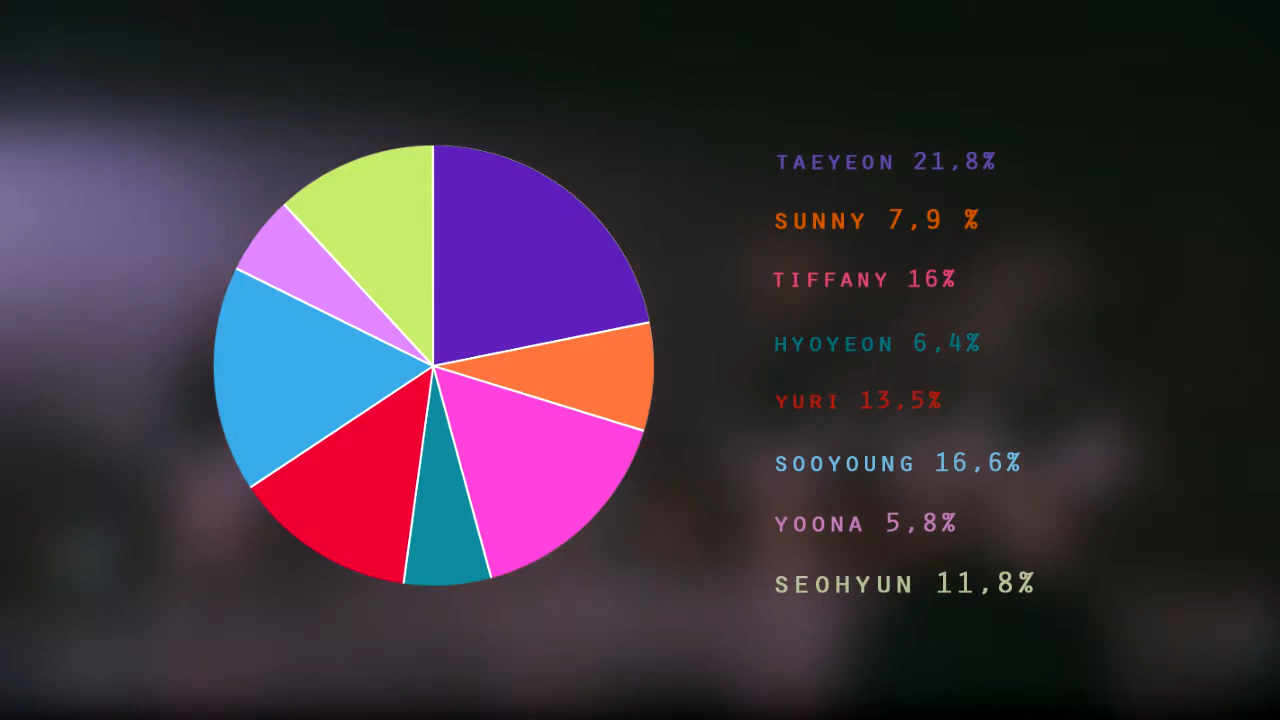 TAEYEON 21,8%
SUNNY 7,9 %
TIFFANY 16%
HYOYEON 6,4%
YURI 13,5%
SOOYOUNG 16,6%
YOONA 5,8%
SEOHYUN 11,8%